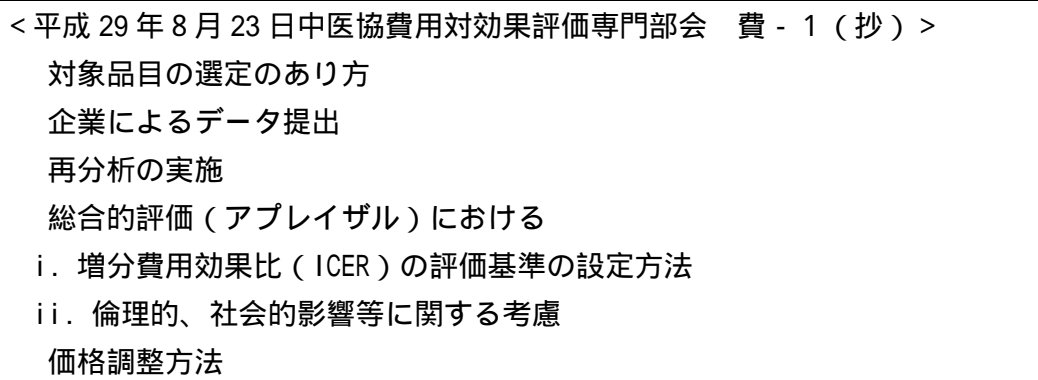 <平成 29 年 8 月 23 日中医協費用対効果評価専門部会　費 - 1 ( 抄 ) >
対象品目の選定のあり方
企業によるデータ提出
再分析の実施
総合的評価 ( アプレイザル ) における
i. 増分費用効果比 ( ICER ) の評価基準の設定方法
ii. 倫理的、社会的影響等に関する考慮
価格調整方法